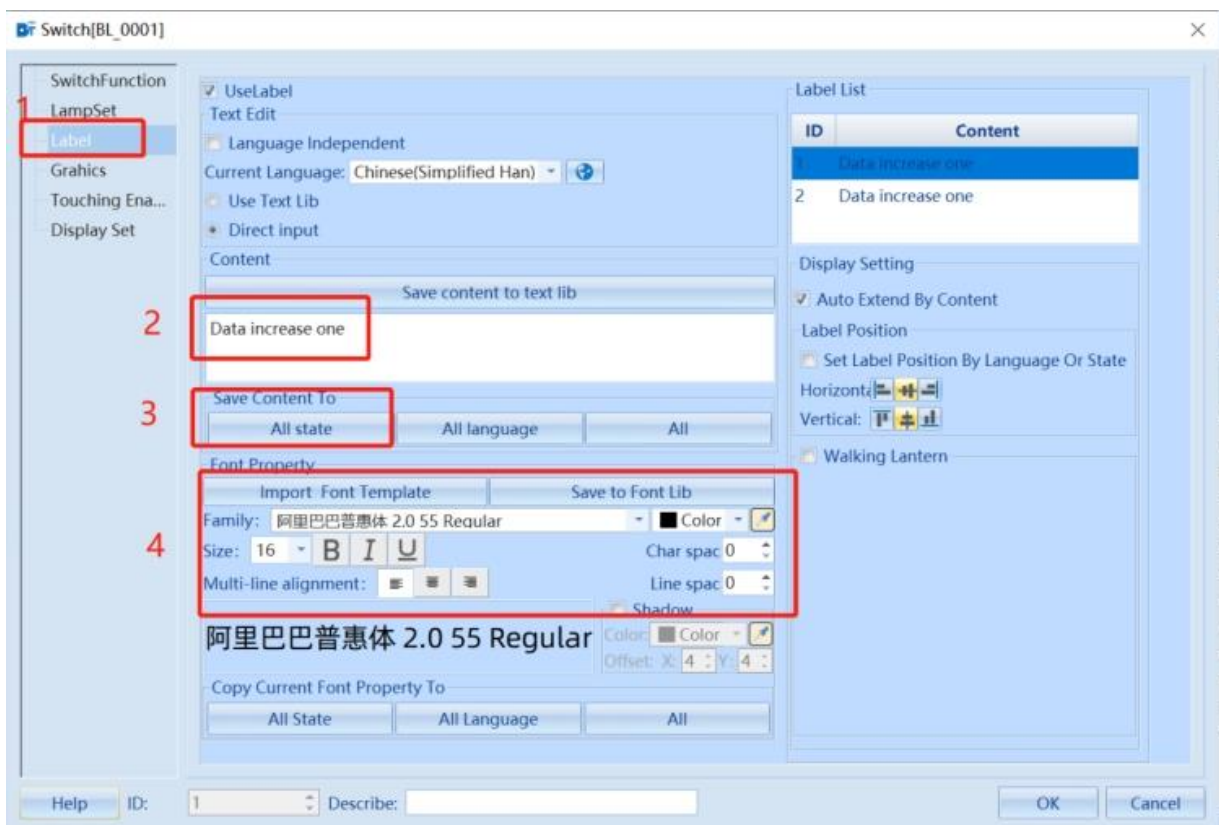 Switch[BL_0001]
SwitchFunction
1
LampSet
Label
Grahics
Touching Ena...
Display Set
UseLabel
Text Edit
Language Independent
Current Language: Chinese(Simplified Han)
Use Text Lib
Direct input
Content
Save content to text lib
2
Data increase one
3
Save Content To
All state All language All
Font Property
Import Font Template Save to Font Lib
4
Family: 阿里巴巴普惠体 2.0 55 Regular Color
Size: 16 B I U Char spac 0
Multi-line alignment: Line spac 0
Shadow
阿里巴巴普惠体 2.0 55 Regular
Color: Color
Offset: X: 4 Y: 4
Copy Current Font Property To
All State All Language All
Label List
ID Content
1 Data increase one
2 Data increase one
Display Setting
Auto Extend By Content
Label Position
Set Label Position By Language Or State
Horizonta
Vertical:
Walking Lantern
Help ID: 1 Describe: OK Cancel